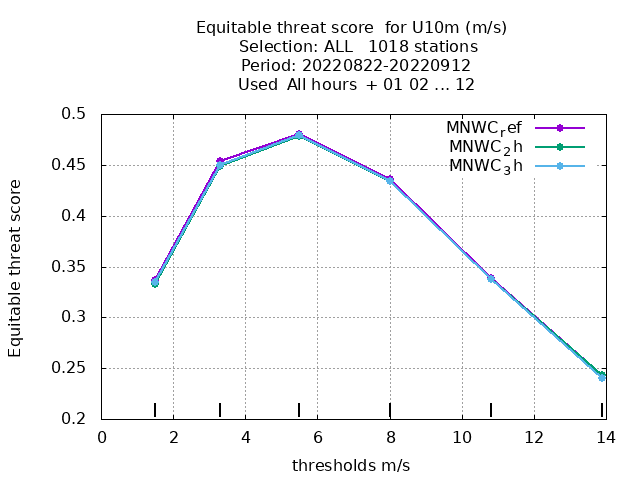 Equitable threat score  for U10m (m/s)
Selection: ALL   1018 stations
Period: 20220822-20220912
Used  All hours  + 01 02 ... 12
MNWC_ref
MNWC_2h
MNWC_3h
0.5
0.45
0.4
0.35
0.3
0.25
0.2
Equitable threat score
0 2 4 6 8 10 12 14
thresholds m/s